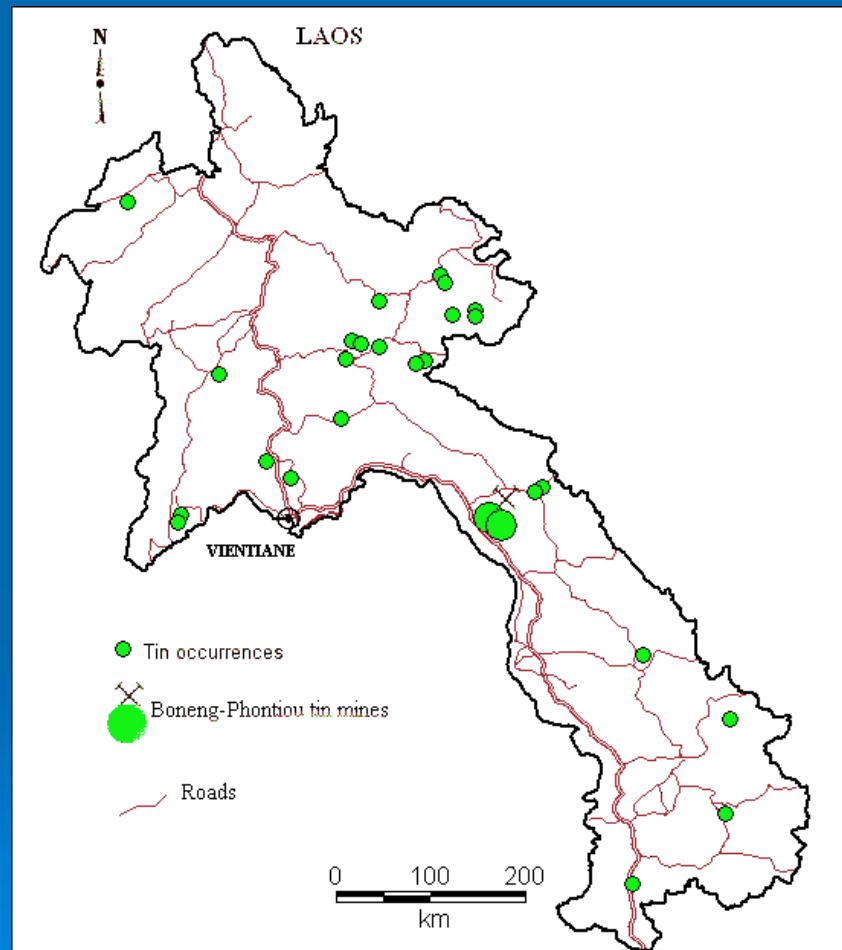 N
LAOS
VIENTIANE
Tin occurrences
Boneng-Phontiou tin mines
Roads
0 100 200
km